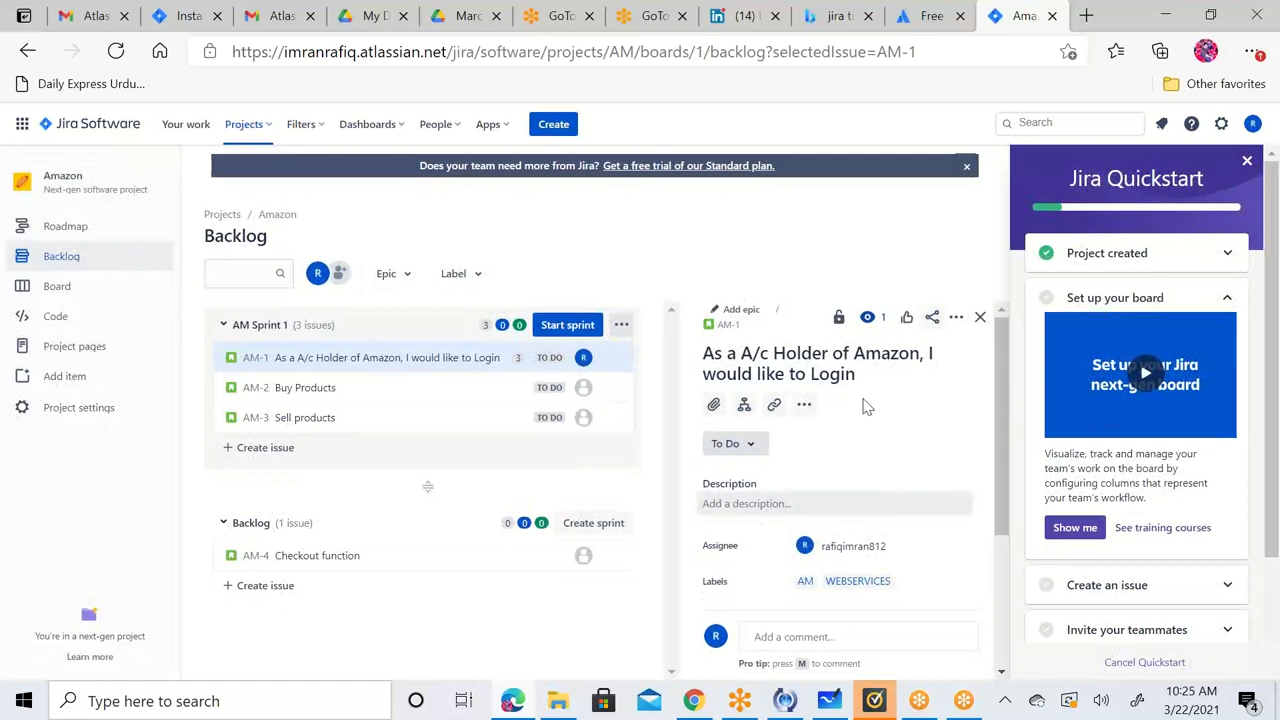 Atlas
Insta
Atlas
My D
Marc
GoTo
GoTo
(4) L
jira t
Free
Ama
https://imranrafiq.atlassian.net/jira/software/projects/AM/boards/1/backlog?selectedIssue=AM-1
Daily Express Urdu...
Other favorites
Jira Software
Your work
Projects
Filters
Dashboards
People
Apps
Create
Search
R
Amazon
Next-gen software project
Roadmap
Backlog
Board
Code
Project pages
Add item
Project settings
You're in a next-gen project
Learn more
Does your team need more from Jira? Get a free trial of our Standard plan.
Projects / Amazon
Backlog
R
Epic
Label
AM Sprint 1 (3 issues) 3 0 0 Start sprint
AM-1 As a A/c Holder of Amazon, I would like to Login 3 TO DO R
AM-2 Buy Products TO DO
AM-3 Sell products TO DO
+ Create issue
Backlog (1 issue) 0 0 0 Create sprint
AM-4 Checkout function
+ Create issue
Add epic /
AM-1
1
As a A/c Holder of Amazon, I
would like to Login
To Do
Description
Add a description...
Assignee R rafiqimran812
Labels AM WEBSERVICES
R Add a comment...
Pro tip: press M to comment
Jira Quickstart
Project created
Set up your board
Set up your Jira
next-gen board
Visualize, track and manage your
team's work on the board by
configuring columns that represent
your team's workflow.
Show me
See training courses
Create an issue
Invite your teammates
Cancel Quickstart
Type here to search
10:25 AM
3/22/2021
4